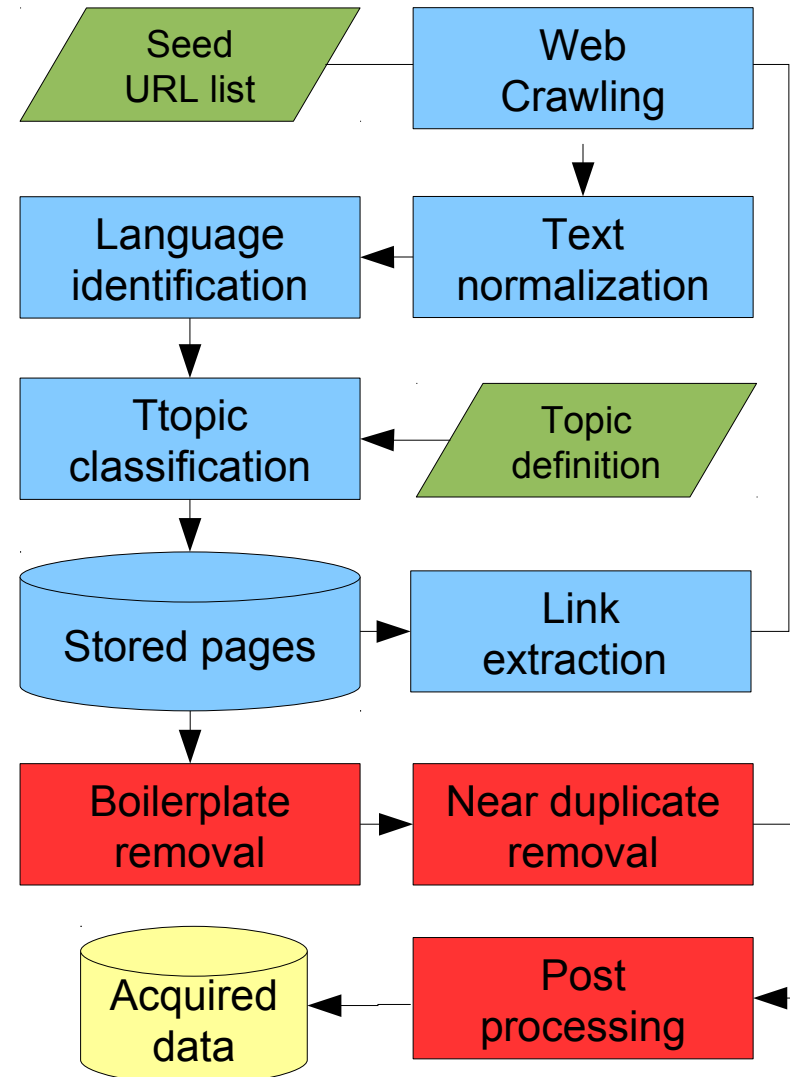 Seed
URL list
Web
Crawling
Language
identification
Text
normalization
Ttopic
classification
Topic
definition
Stored pages
Link
extraction
Boilerplate
removal
Near duplicate
removal
Acquired
data
Post
processing